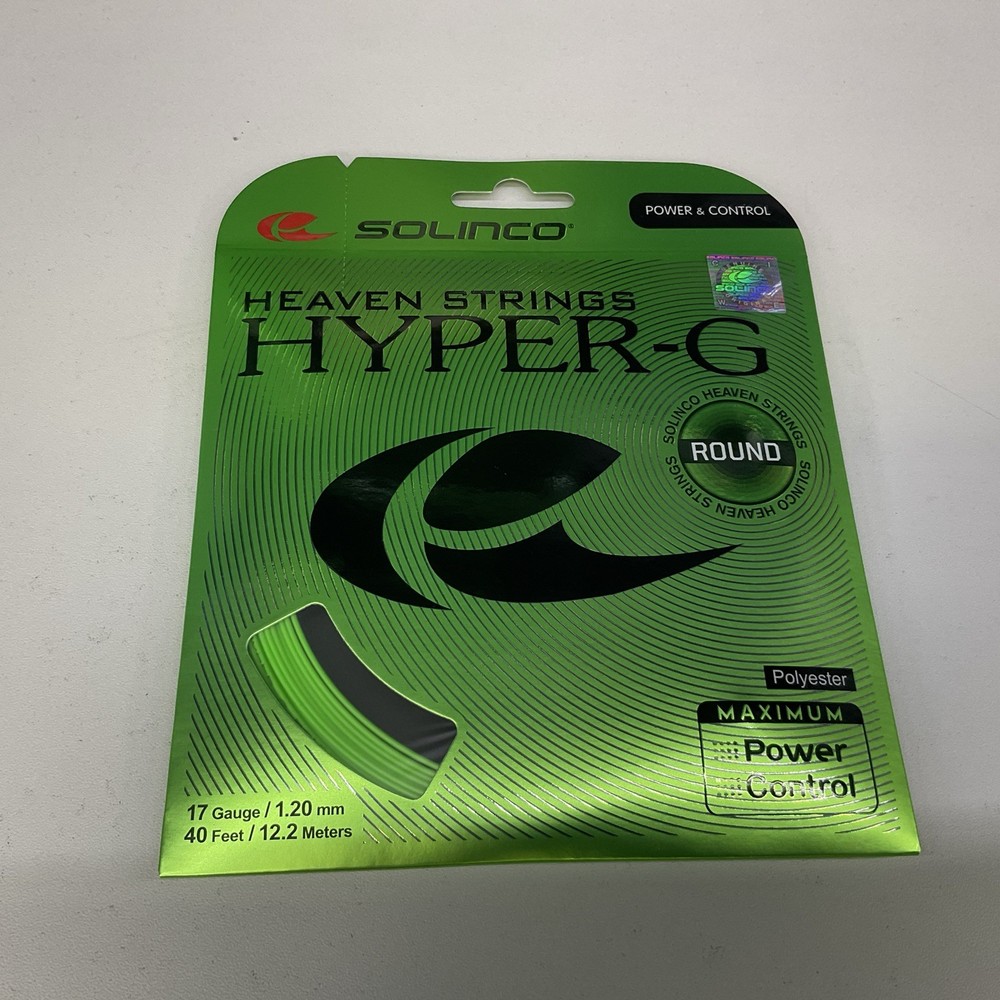 SOLINCO
POWER & CONTROL
SOLINCO
HEAVEN STRINGS
HYPER-G
SOLINCO HEAVEN STRINGS
ROUND
SOLINCO HEAVEN STRINGS
Polyester
MAXIMUM
Power
Control
17 Gauge / 1.20 mm
40 Feet / 12.2 Meters